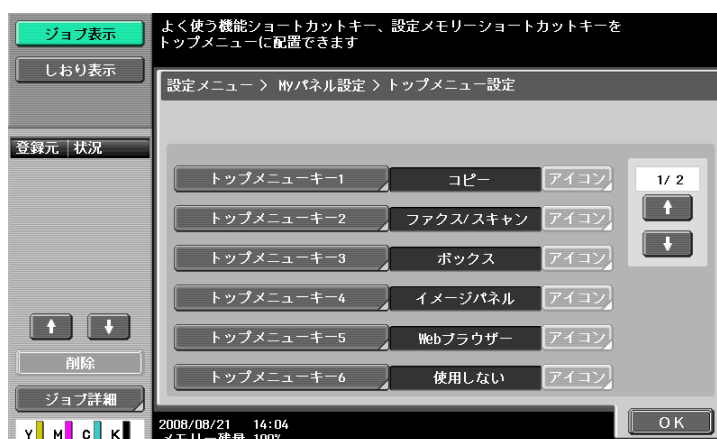 ジョブ表示
しおり表示
登録元 状況
削除
ジョブ詳細
Y M C K
よく使う機能ショートカットキー、設定メモリーショートカットキーを
トップメニューに配置できます
設定メニュー > Myパネル設定 > トップメニュー設定
トップメニューキー1 コピー アイコン
トップメニューキー2 ファクス/スキャン アイコン
トップメニューキー3 ボックス アイコン
トップメニューキー4 イメージパネル アイコン
トップメニューキー5 Webブラウザー アイコン
トップメニューキー6 使用しない アイコン
1/ 2
↑
↓
2008/08/21 14:04
メモリー残量 100%
OK